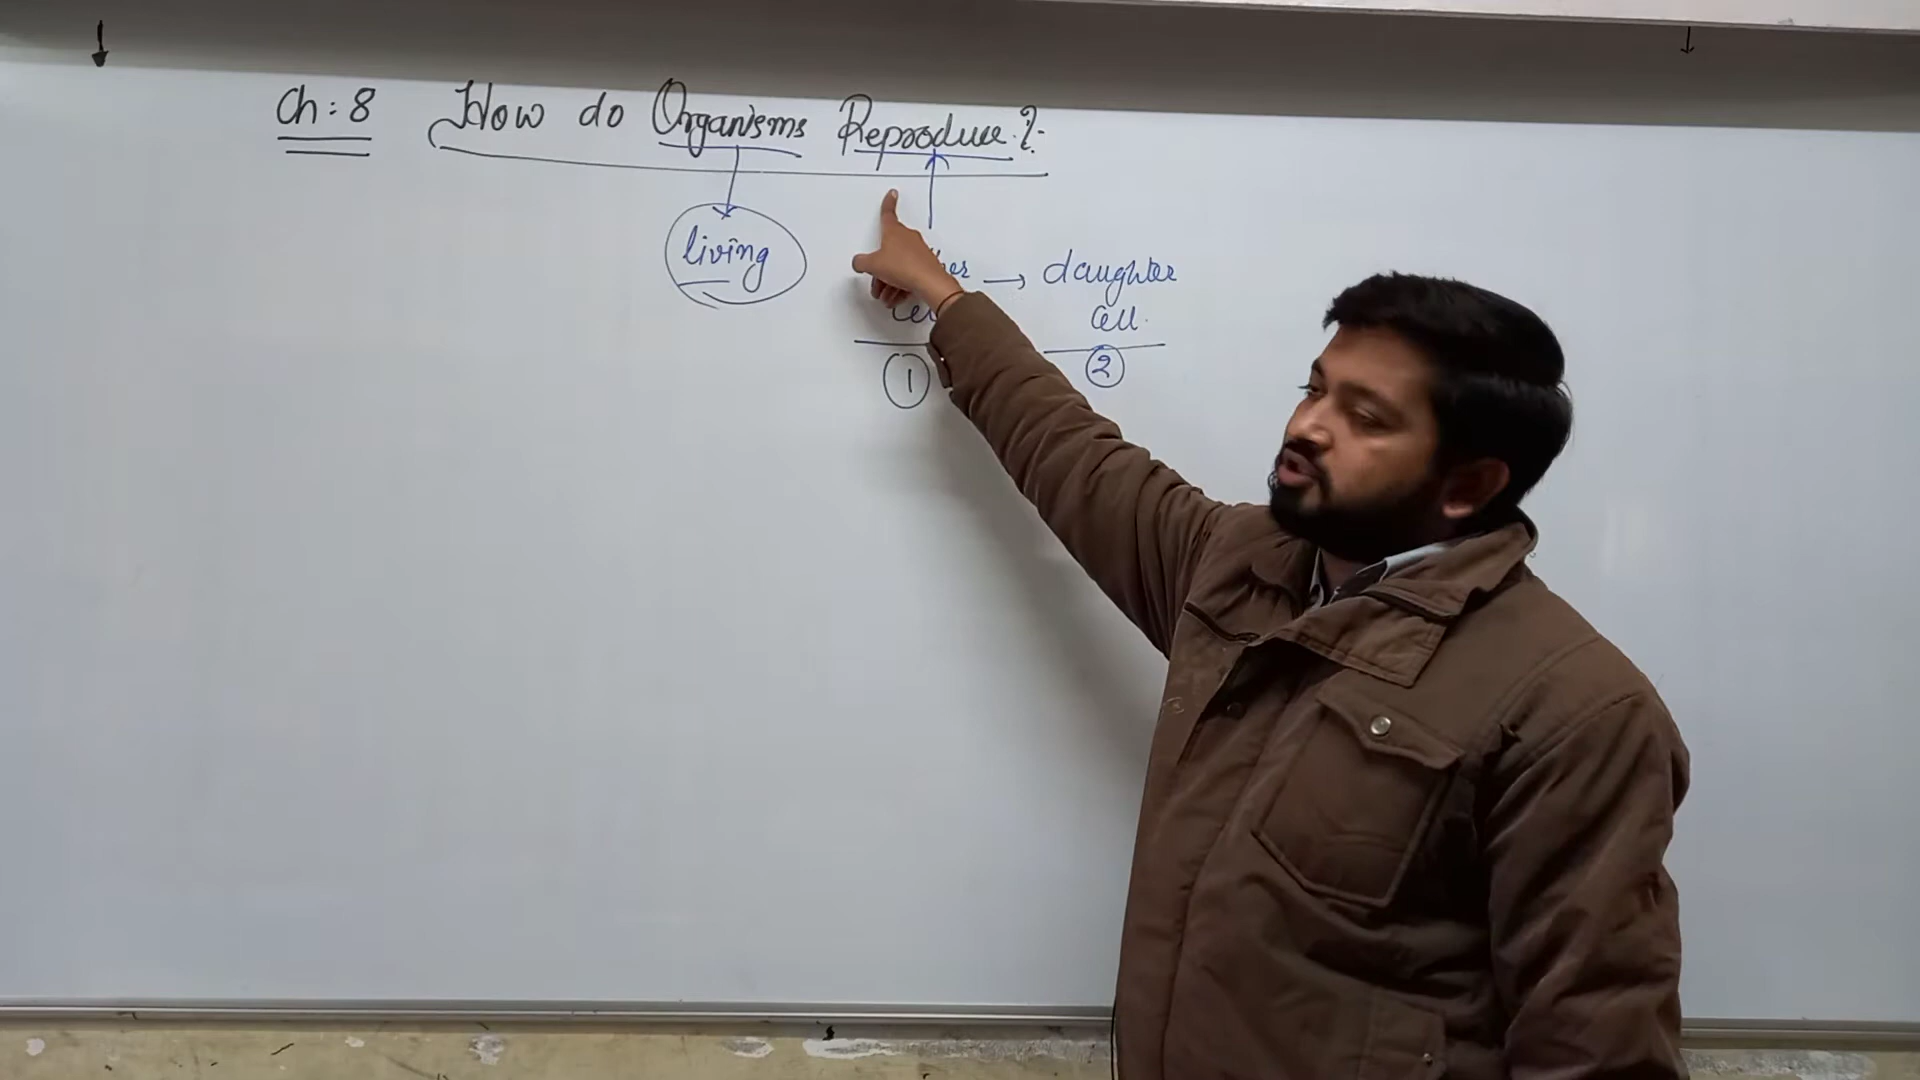 Ch: 8 How do Organisms Reproduce?
living
→ daughter
cell.
1
2